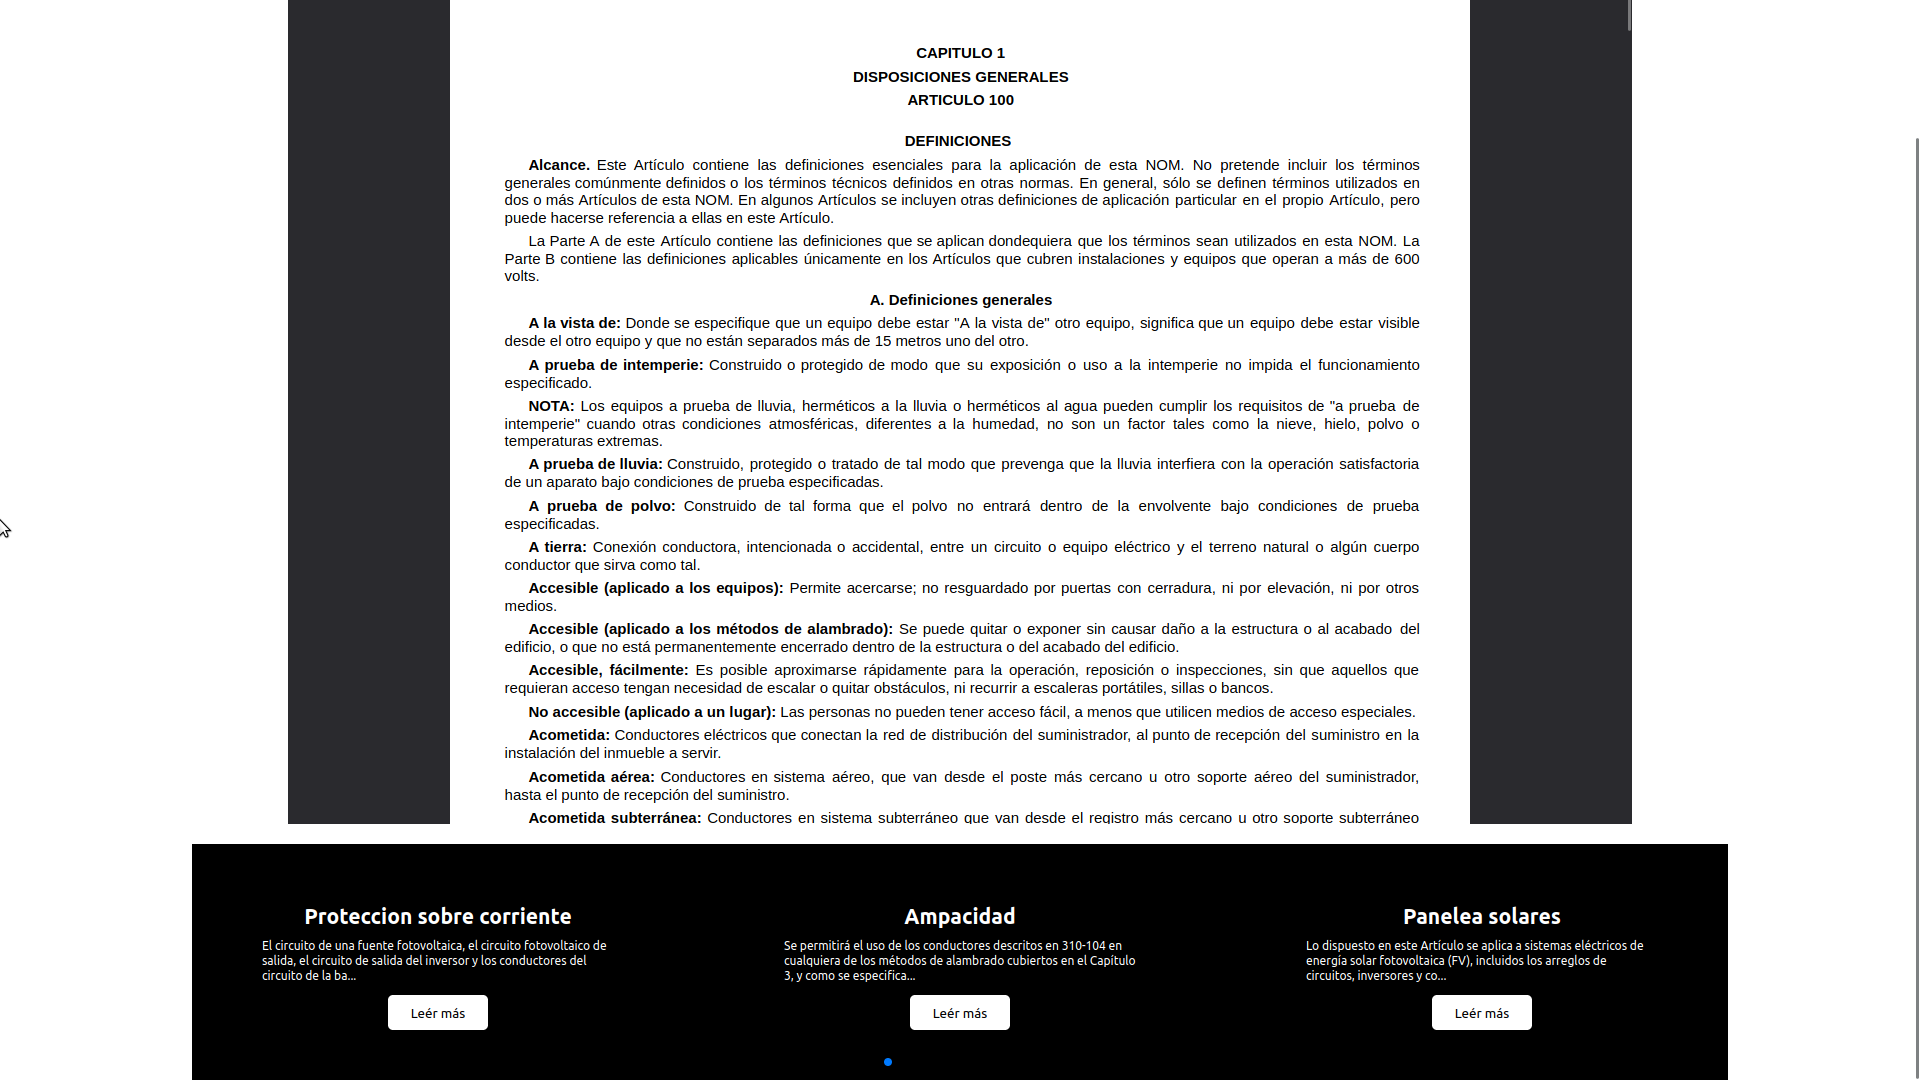 CAPITULO 1
DISPOSICIONES GENERALES
ARTICULO 100
DEFINICIONES
Alcance. Este Artículo contiene las definiciones esenciales para la aplicación de esta NOM. No pretende incluir los términos
generales comúnmente definidos o los términos técnicos definidos en otras normas. En general, sólo se definen términos utilizados en
dos o más Artículos de esta NOM. En algunos Artículos se incluyen otras definiciones de aplicación particular en el propio Artículo, pero
puede hacerse referencia a ellas en este Artículo.
La Parte A de este Artículo contiene las definiciones que se aplican dondequiera que los términos sean utilizados en esta NOM. La
Parte B contiene las definiciones aplicables únicamente en los Artículos que cubren instalaciones y equipos que operan a más de 600
volts.
A. Definiciones generales
A la vista de: Donde se especifique que un equipo debe estar "A la vista de" otro equipo, significa que un equipo debe estar visible
desde el otro equipo y que no están separados más de 15 metros uno del otro.
A prueba de intemperie: Construido o protegido de modo que su exposición o uso a la intemperie no impida el funcionamiento
especificado.
NOTA: Los equipos a prueba de lluvia, herméticos a la lluvia o herméticos al agua pueden cumplir los requisitos de "a prueba de
intemperie" cuando otras condiciones atmosféricas, diferentes a la humedad, no son un factor tales como la nieve, hielo, polvo o
temperaturas extremas.
A prueba de lluvia: Construido, protegido o tratado de tal modo que prevenga que la lluvia interfiera con la operación satisfactoria
de un aparato bajo condiciones de prueba especificadas.
A prueba de polvo: Construido de tal forma que el polvo no entrará dentro de la envolvente bajo condiciones de prueba
especificadas.
A tierra: Conexión conductora, intencionada o accidental, entre un circuito o equipo eléctrico y el terreno natural o algún cuerpo
conductor que sirva como tal.
Accesible (aplicado a los equipos): Permite acercarse; no resguardado por puertas con cerradura, ni por elevación, ni por otros
medios.
Accesible (aplicado a los métodos de alambrado): Se puede quitar o exponer sin causar daño a la estructura o al acabado del
edificio, o que no está permanentemente encerrado dentro de la estructura o del acabado del edificio.
Accesible, fácilmente: Es posible aproximarse rápidamente para la operación, reposición o inspecciones, sin que aquellos que
requieran acceso tengan necesidad de escalar o quitar obstáculos, ni recurrir a escaleras portátiles, sillas o bancos.
No accesible (aplicado a un lugar): Las personas no pueden tener acceso fácil, a menos que utilicen medios de acceso especiales.
Acometida: Conductores eléctricos que conectan la red de distribución del suministrador, al punto de recepción del suministro en la
instalación del inmueble a servir.
Acometida aérea: Conductores en sistema aéreo, que van desde el poste más cercano u otro soporte aéreo del suministrador,
hasta el punto de recepción del suministro.
Acometida subterránea: Conductores en sistema subterráneo que van desde el registro más cercano u otro soporte subterráneo
Proteccion sobre corriente
El circuito de una fuente fotovoltaica, el circuito fotovoltaico de
salida, el circuito de salida del inversor y los conductores del
circuito de la ba...
Leér más
Ampacidad
Se permitirá el uso de los conductores descritos en 310-104 en
cualquiera de los métodos de alambrado cubiertos en el Capítulo
3, y como se especifica...
Leér más
Panelea solares
Lo dispuesto en este Artículo se aplica a sistemas eléctricos de
energía solar fotovoltaica (FV), incluidos los arreglos de
circuitos, inversores y co...
Leér más